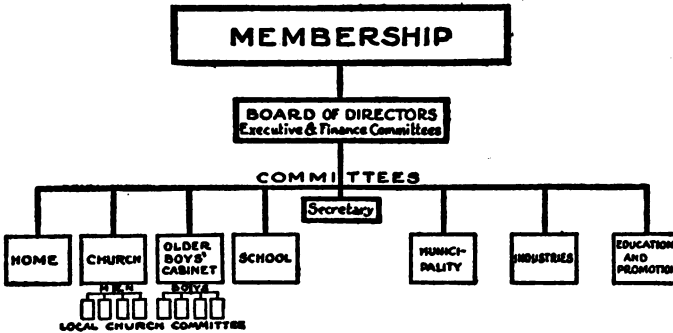 MEMBERSHIP
BOARD OF DIRECTORS
Executive & Finance Committees
COMMITTEES
Secretary
HOME
CHURCH
OLDER
BOYS'
CABINET
SCHOOL
MUNICI-
PALITY
INDUSTRIES
EDUCATION
AND
PROMOTION
MEN
BOYS
LOCAL CHURCH COMMITTEE